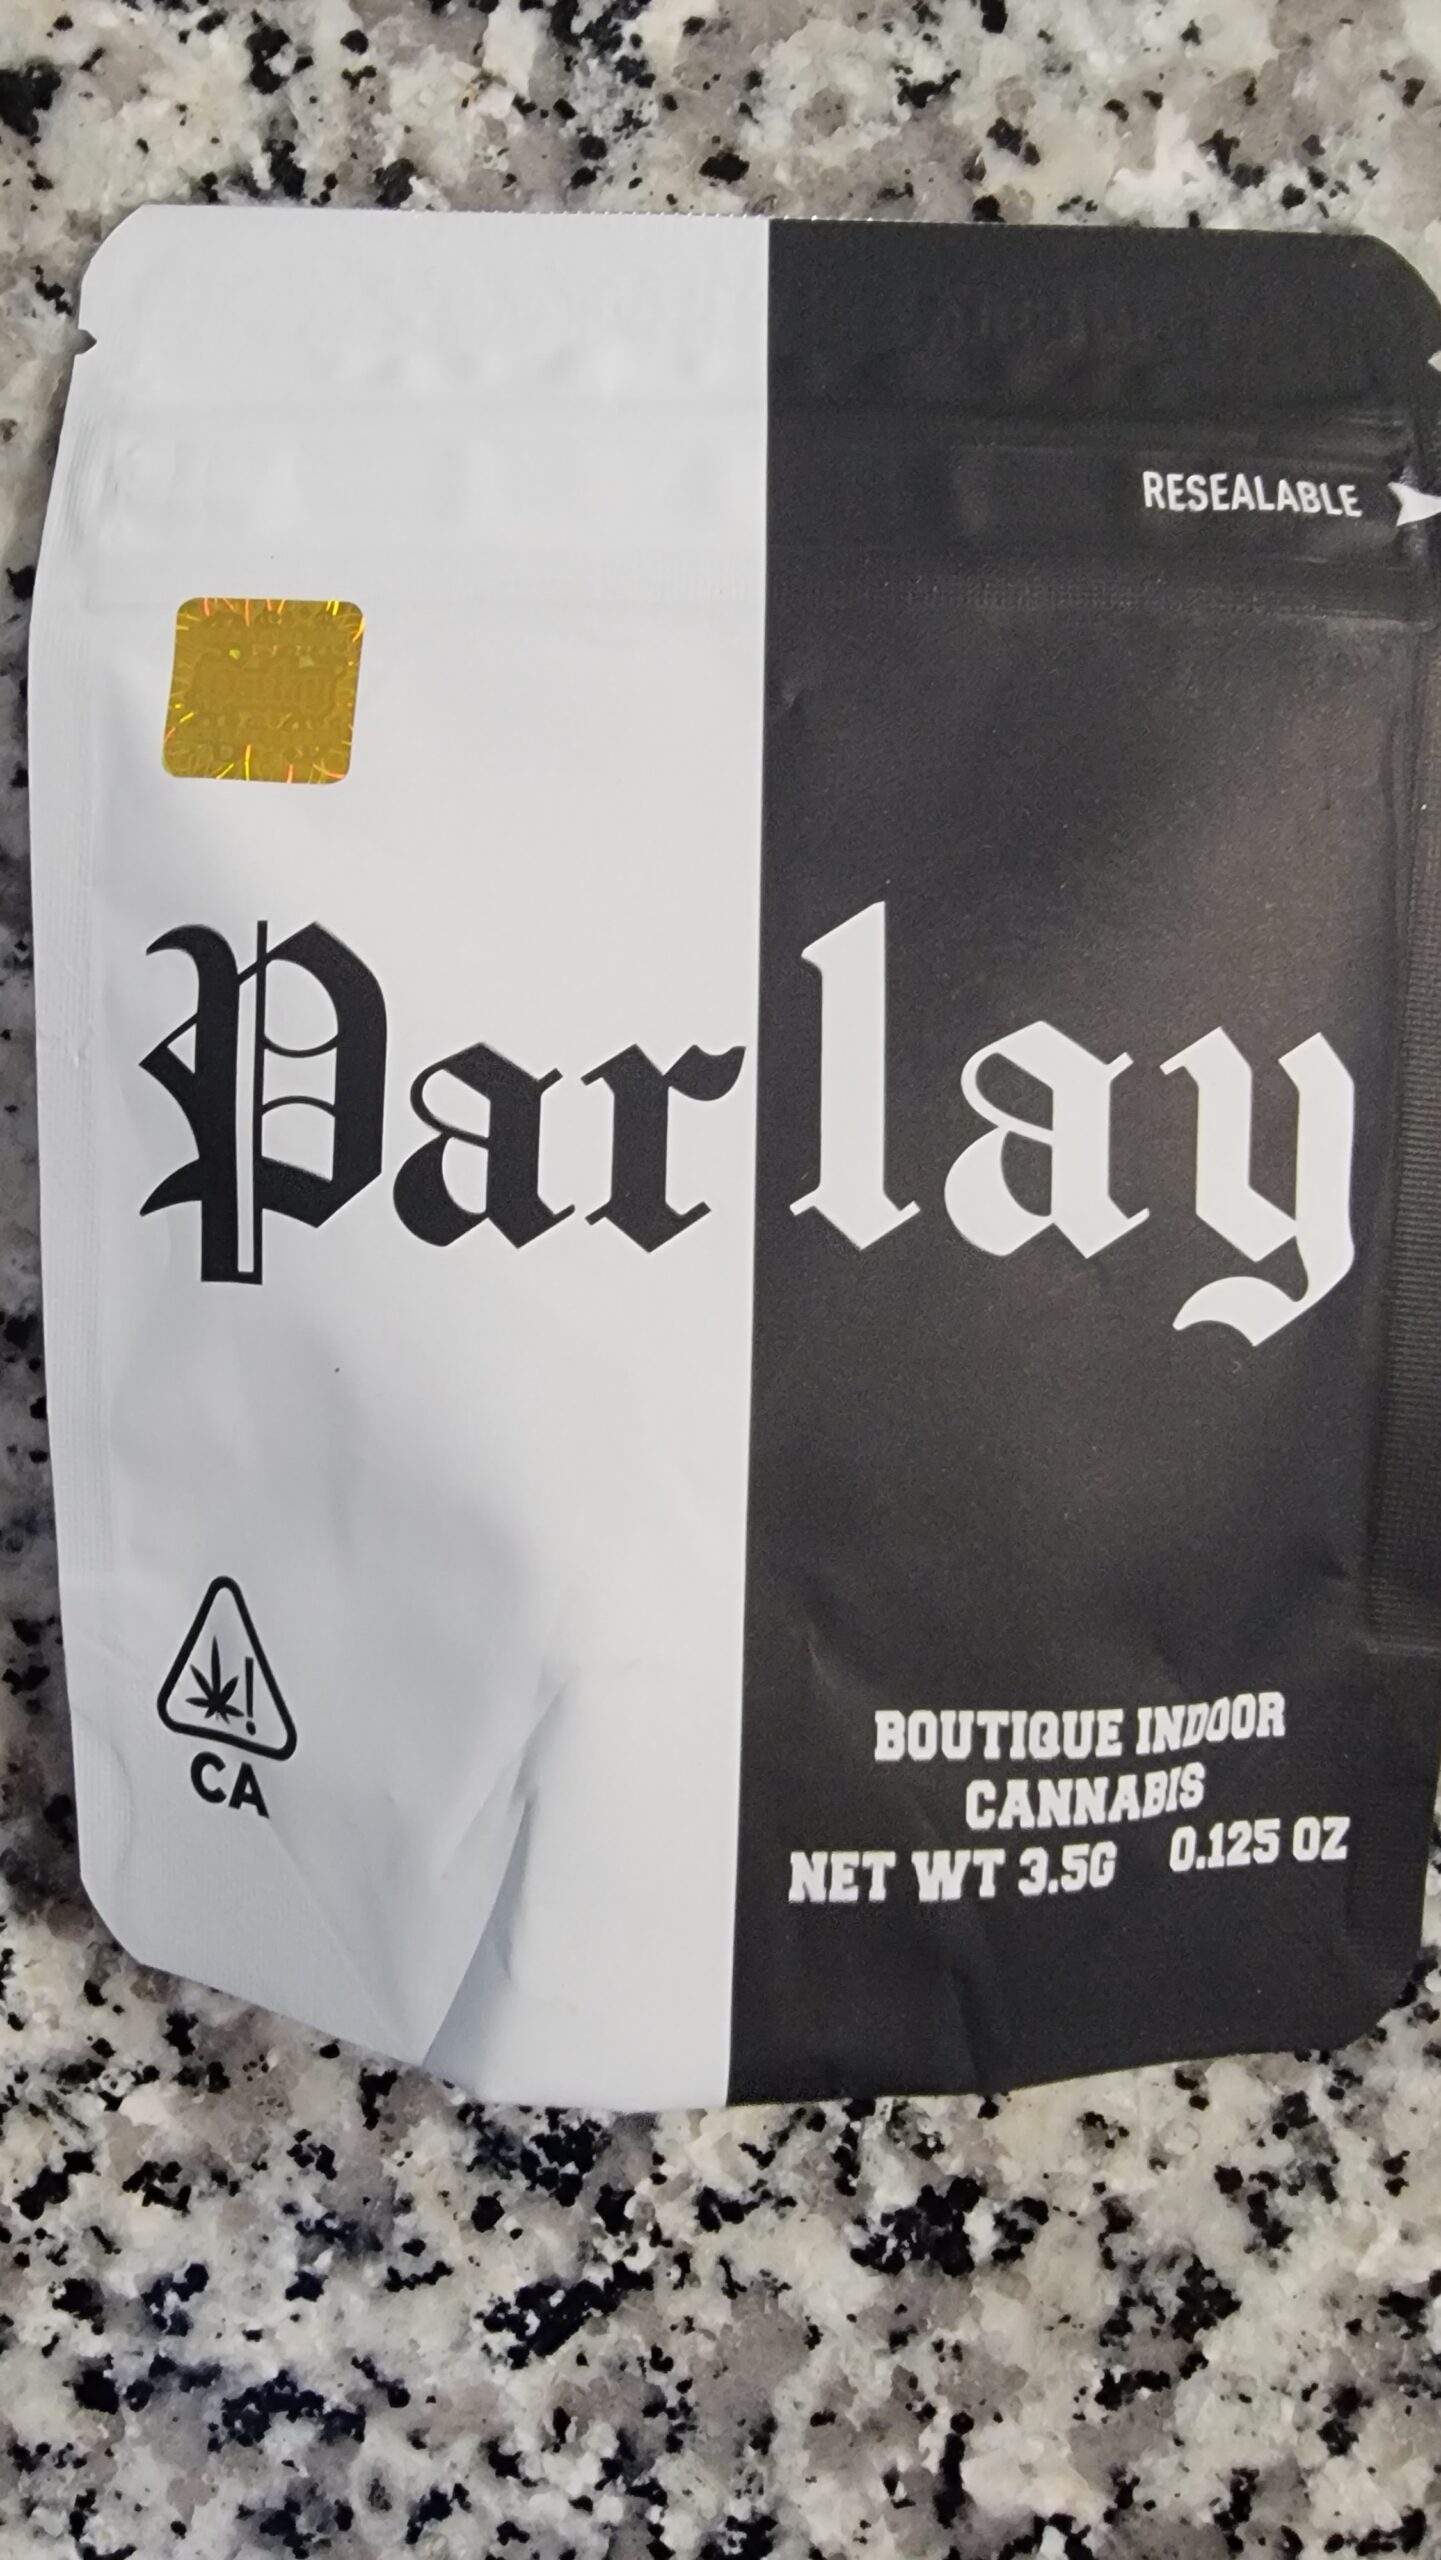 RESEALABLE
Parlay
CA
BOUTIQUE INDOOR
CANNABIS
NET WT 3.5G 0.125 OZ